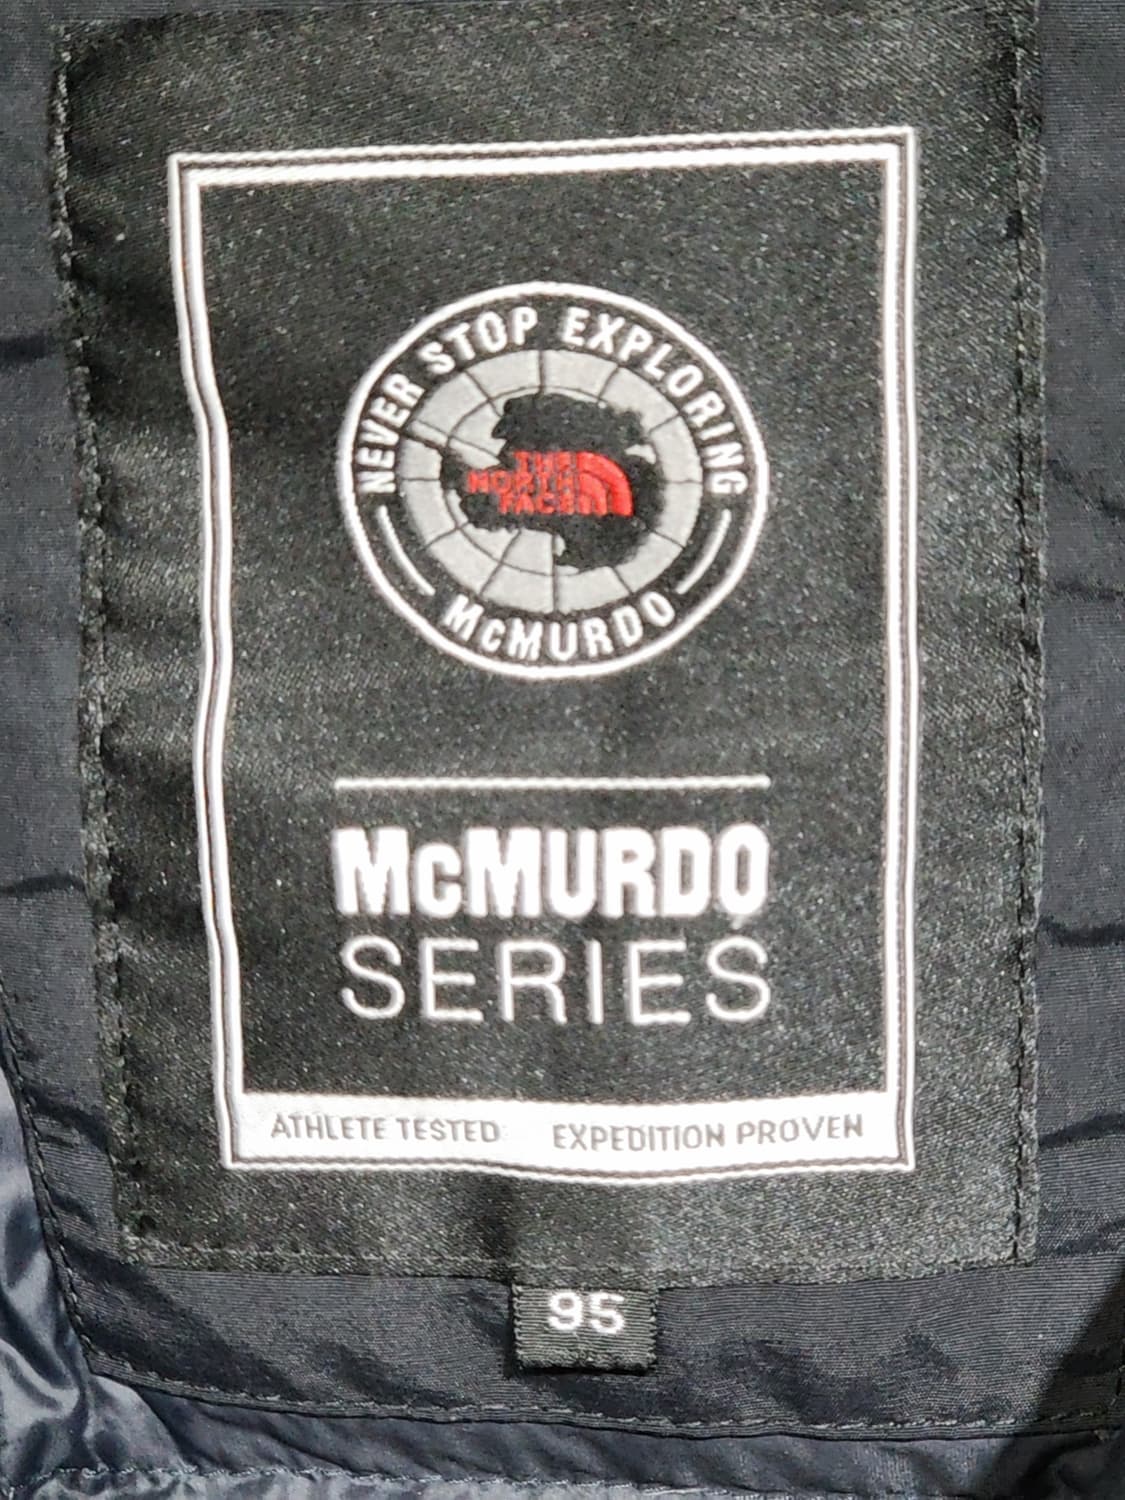 NEVER STOP EXPLORING
THE
NORTH
FACE
McMURDO
McMURDO
SERIES
ATHLETE TESTED EXPEDITION PROVEN
95